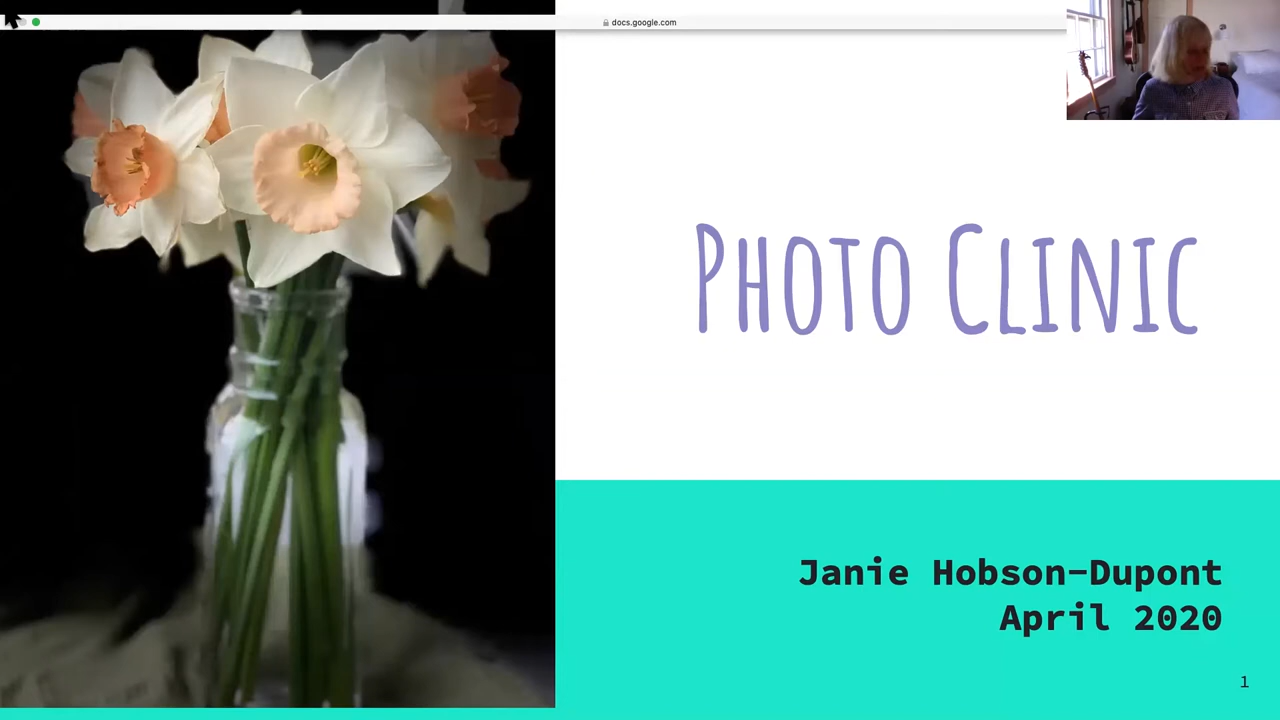 docs.google.com
Photo Clinic
Janie Hobson-Dupont
April 2020
1